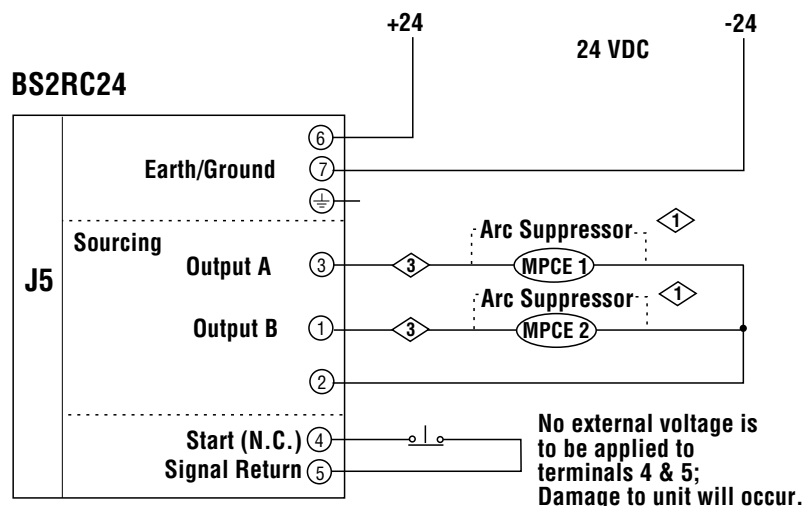 +24
-24
24 VDC
BS2RC24
6
Earth/Ground 7
Sourcing
Arc Suppressor 1
J5
Output A 3 3 MPCE 1
Arc Suppressor 1
Output B 1 3 MPCE 2
2
Start (N.C.) 4
Signal Return 5
No external voltage is
to be applied to
terminals 4 & 5;
Damage to unit will occur.